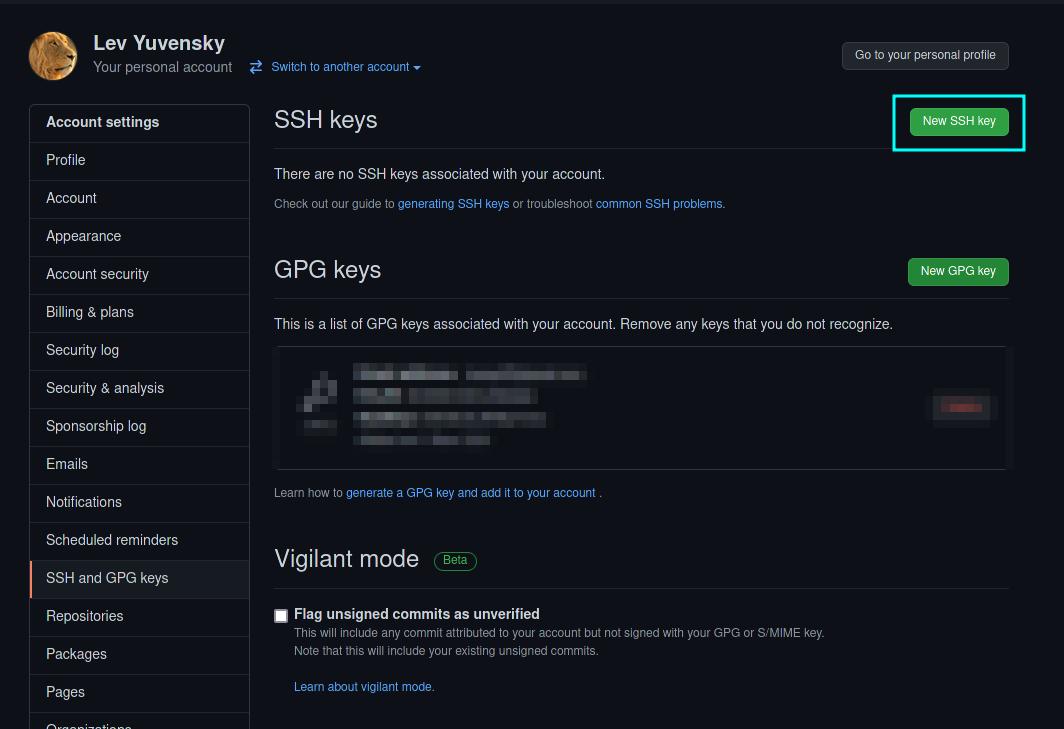 Lev Yuvensky
Your personal account
Switch to another account
Go to your personal profile
Account settings
Profile
Account
Appearance
Account security
Billing & plans
Security log
Security & analysis
Sponsorship log
Emails
Notifications
Scheduled reminders
SSH and GPG keys
Repositories
Packages
Pages
Organizations
SSH keys
New SSH key
There are no SSH keys associated with your account.
Check out our guide to generating SSH keys or troubleshoot common SSH problems.
GPG keys
New GPG key
This is a list of GPG keys associated with your account. Remove any keys that you do not recognize.
Learn how to generate a GPG key and add it to your account .
Vigilant mode
Beta
Flag unsigned commits as unverified
This will include any commit attributed to your account but not signed with your GPG or S/MIME key.
Note that this will include your existing unsigned commits.
Learn about vigilant mode.